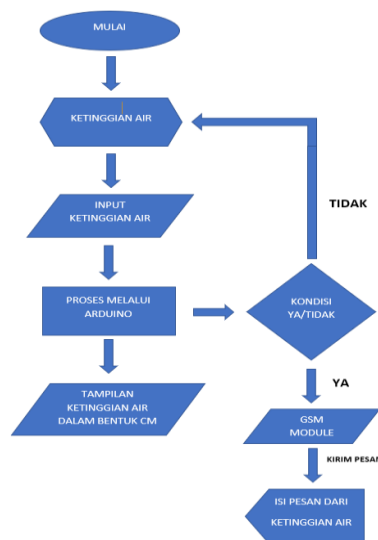 MULAI
KETINGGIAN AIR
INPUT
KETINGGIAN AIR
PROSES MELALUI
ARDUINO
TAMPILAN
KETINGGIAN AIR
DALAM BENTUK CM
TIDAK
KONDISI
YA/TIDAK
YA
GSM
MODULE
KIRIM PESAN
ISI PESAN DARI
KETINGGIAN AIR